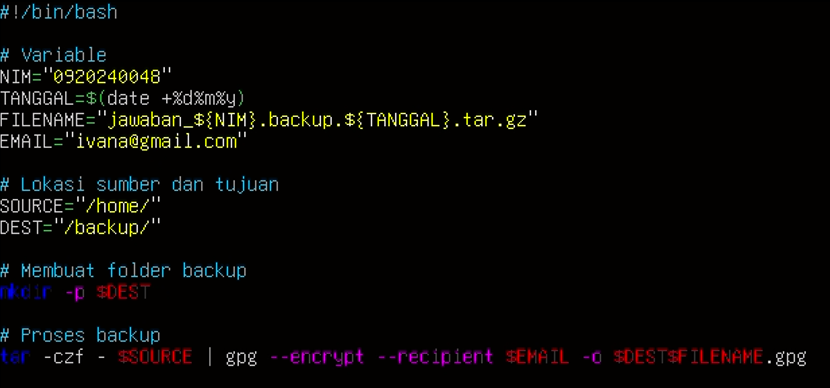 #!/bin/bash
# Variable
NIM="0920240048"
TANGGAL=$(date +%d%m%y)
FILENAME="jawaban_${NIM}.backup.${TANGGAL}.tar.gz"
EMAIL="ivana@gmail.com"
# Lokasi sumber dan tujuan
SOURCE="/home/"
DEST="/backup/"
# Membuat folder backup
mkdir -p $DEST
# Proses backup
tar -czf - $SOURCE | gpg --encrypt --recipient $EMAIL -o $DEST$FILENAME.gpg